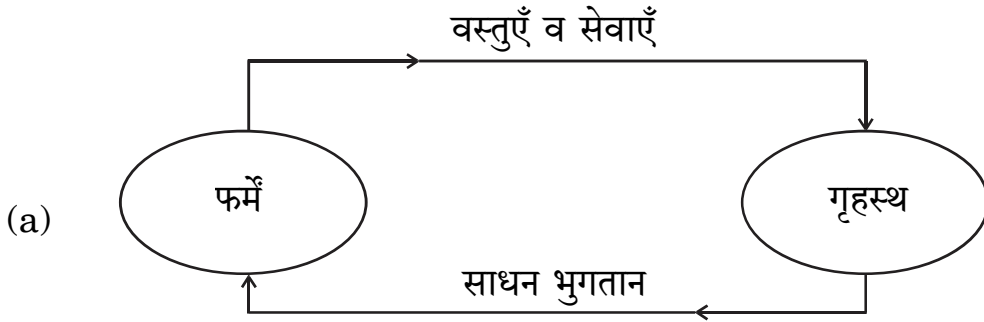 वस्तुएँ व सेवाएँ
फर्में
गृहस्थ
(a)
साधन भुगतान